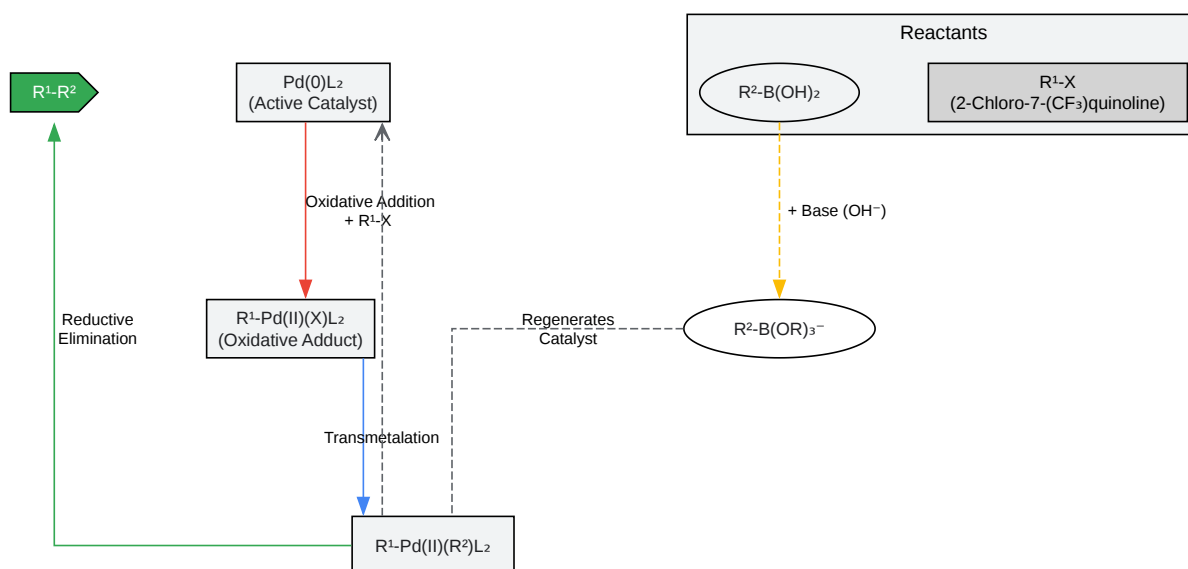 Reactants
R¹-R²
Pd(0)L₂
(Active Catalyst)
R²-B(OH)₂
R¹-X
(2-Chloro-7-(CF₃)quinoline)
Oxidative Addition
+ R¹-X
+ Base (OH⁻)
Reductive
Elimination
R¹-Pd(II)(X)L₂
(Oxidative Adduct)
Regenerates
Catalyst
R²-B(OR)₃⁻
Transmetalation
R¹-Pd(II)(R²)L₂